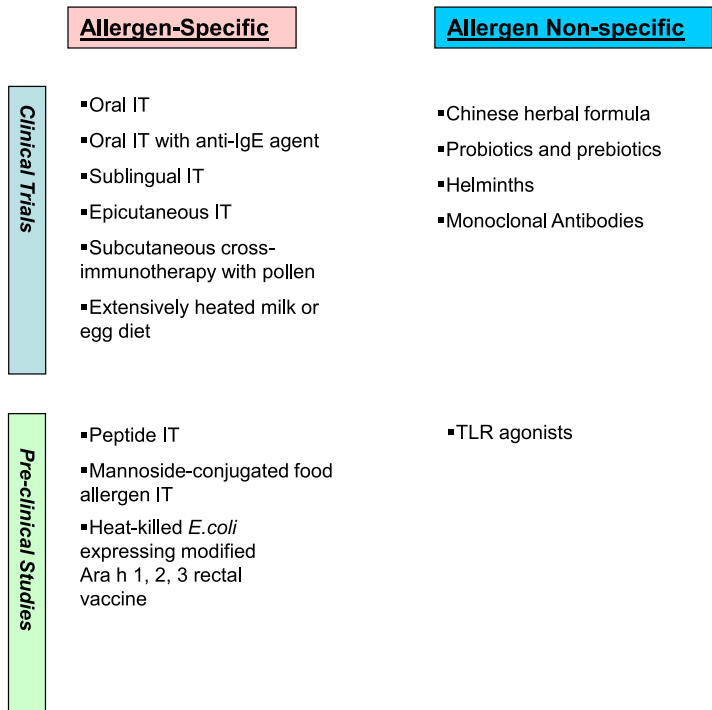 Allergen-Specific
Allergen Non-specific
Clinical Trials
▪Oral IT
▪Oral IT with anti-IgE agent
▪Sublingual IT
▪Epicutaneous IT
▪Subcutaneous cross-
immunotherapy with pollen
▪Extensively heated milk or
egg diet
▪Chinese herbal formula
▪Probiotics and prebiotics
▪Helminths
▪Monoclonal Antibodies
Pre-clinical Studies
▪Peptide IT
▪Mannoside-conjugated food
allergen IT
▪Heat-killed E.coli
expressing modified
Ara h 1, 2, 3 rectal
vaccine
▪TLR agonists